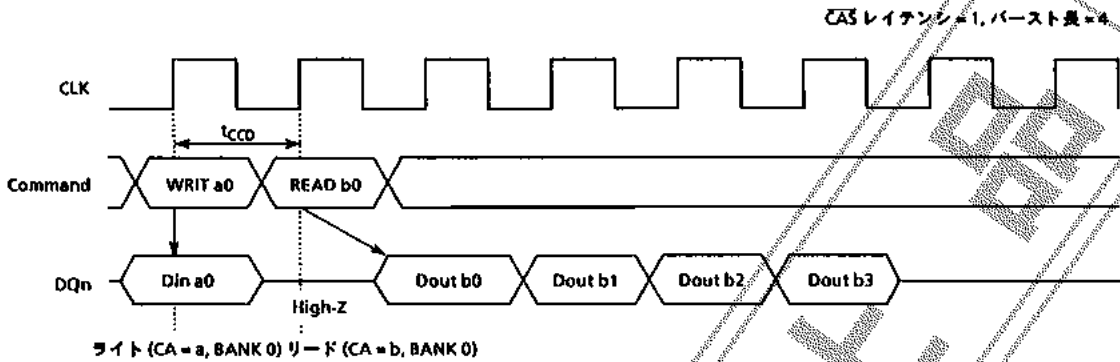 CAS レイテンシ = 1, バースト長 = 4
CLK
tCCD
Command WRIT a0 READ b0
DQn Din a0 Dout b0 Dout b1 Dout b2 Dout b3
High-Z
ライト (CA = a, BANK 0) リード (CA = b, BANK 0)